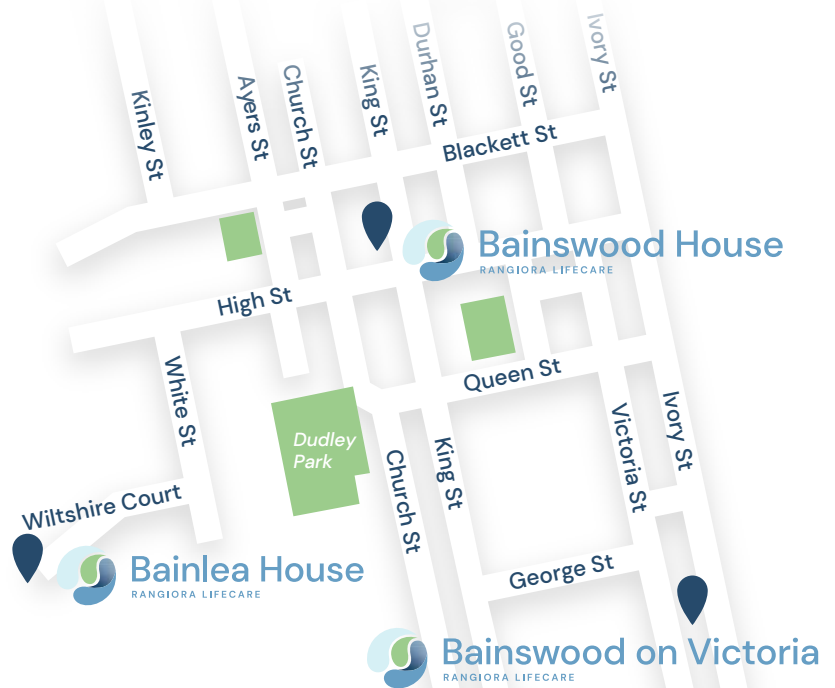 Kinley St
Ayers St
Church St
King St
Durhan St
Good St
Ivory St
Blackett St
Bainswood House
RANGIORA LIFECARE
High St
White St
Queen St
Dudley
Park
Church St
King St
Victoria St
Ivory St
Wiltshire Court
Bainlea House
RANGIORA LIFECARE
George St
Bainswood on Victoria
RANGIORA LIFECARE